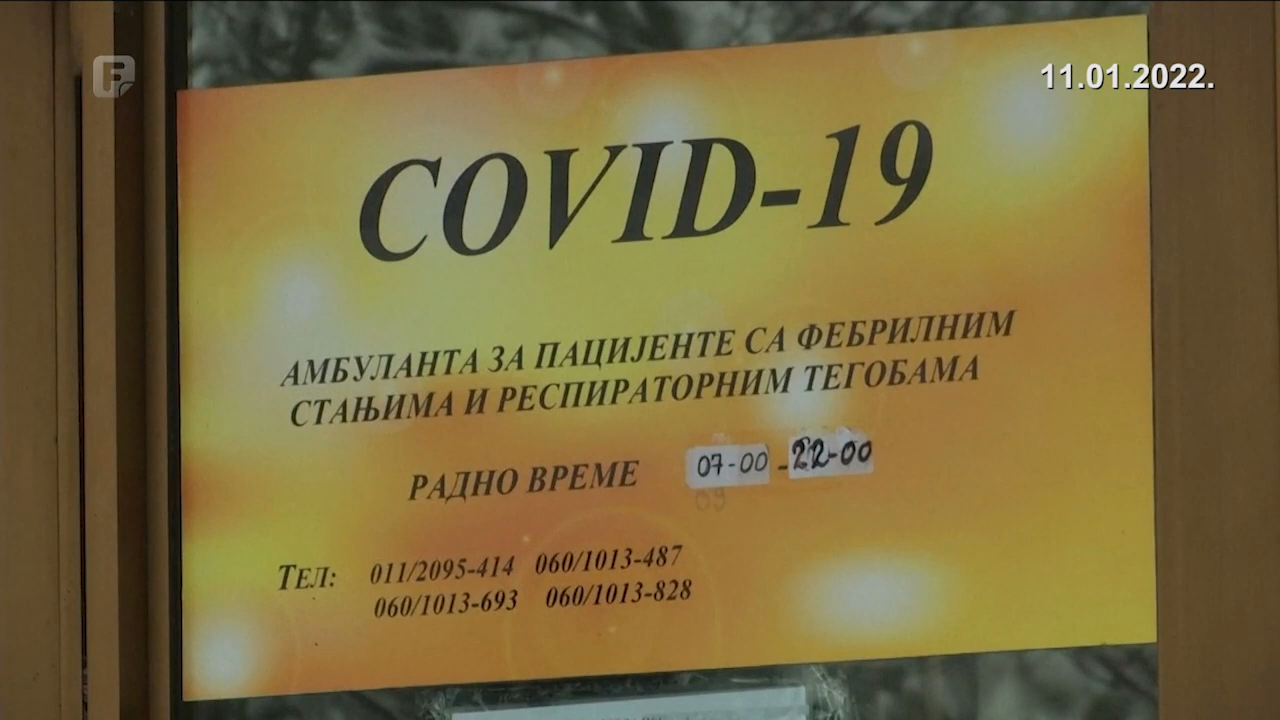 F
11.01.2022.
COVID-19
АМБУЛАНТА ЗА ПАЦИЈЕНТЕ СА ФЕБРИЛНИМ
СТАЊИМА И РЕСПИРАТОРНИМ ТЕГОБАМА
РАДНО ВРЕМЕ 07-00 - 22-00
ТЕЛ: 011/2095-414 060/1013-487
060/1013-693 060/1013-828